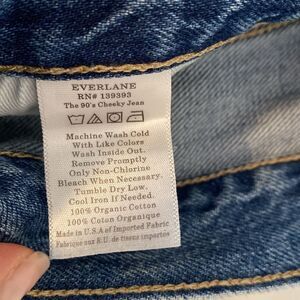 EVERLANE
RN# 139393
The 90's Cheeky Jean
Machine Wash Cold
With Like Colors
Wash Inside Out.
Remove Promptly
Only Non-Chlorine
Bleach When Necessary.
Tumble Dry Low.
Cool Iron If Needed.
100% Organic Cotton
100% Coton Organique
Made in U.S.A of Imported Fabric
Fabrique aux E.U. de tissus importés